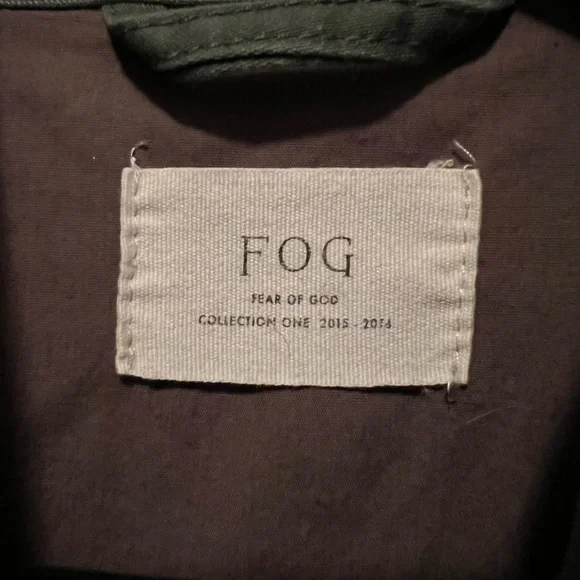 FOG
FEAR OF GOD
COLLECTION ONE 2015 - 2016